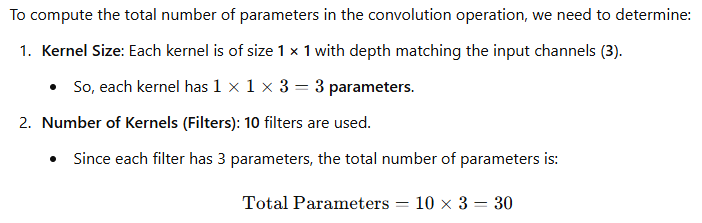 To compute the total number of parameters in the convolution operation, we need to determine:
1. Kernel Size: Each kernel is of size 1 × 1 with depth matching the input channels (3).
• So, each kernel has 1 × 1 × 3 = 3 parameters.
2. Number of Kernels (Filters): 10 filters are used.
• Since each filter has 3 parameters, the total number of parameters is:
Total Parameters = 10 × 3 = 30